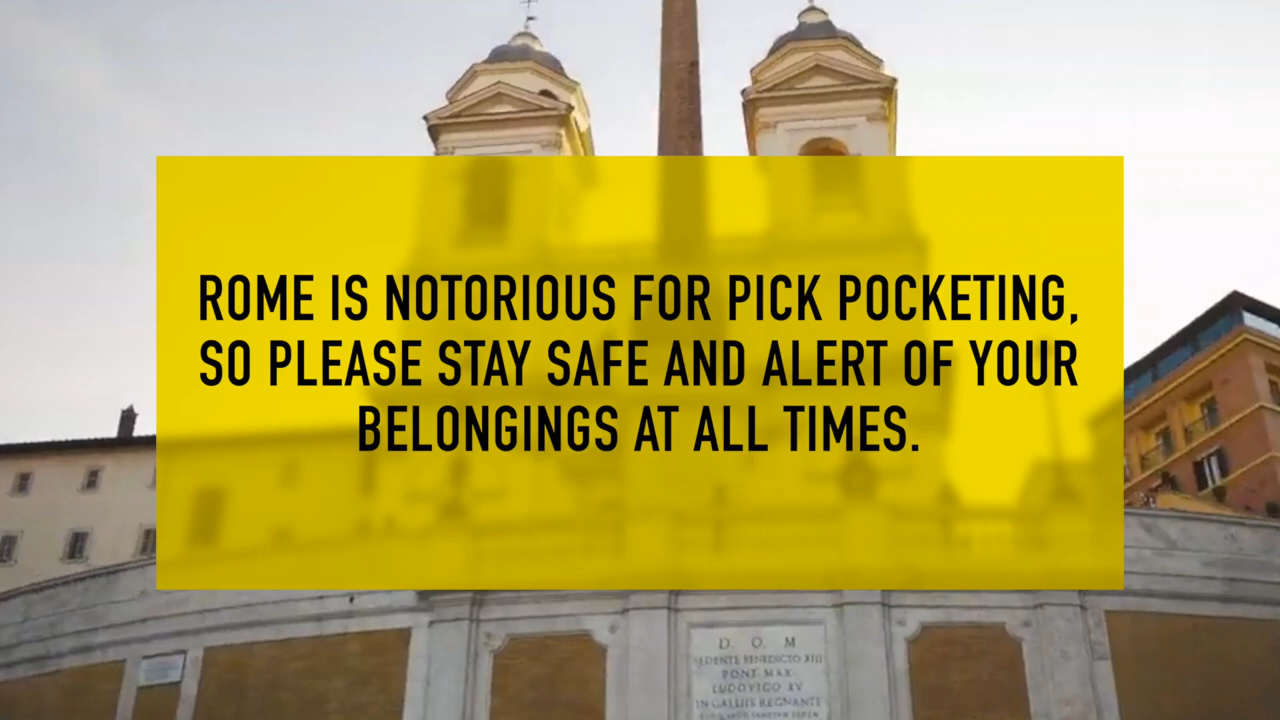 ROME IS NOTORIOUS FOR PICK POCKETING,
SO PLEASE STAY SAFE AND ALERT OF YOUR
BELONGINGS AT ALL TIMES.
D. O. M
SEDENTE BENEDICTO XIII
PONT. MAX.
LUDOVICO XV
IN GALLIIS REGNANTE